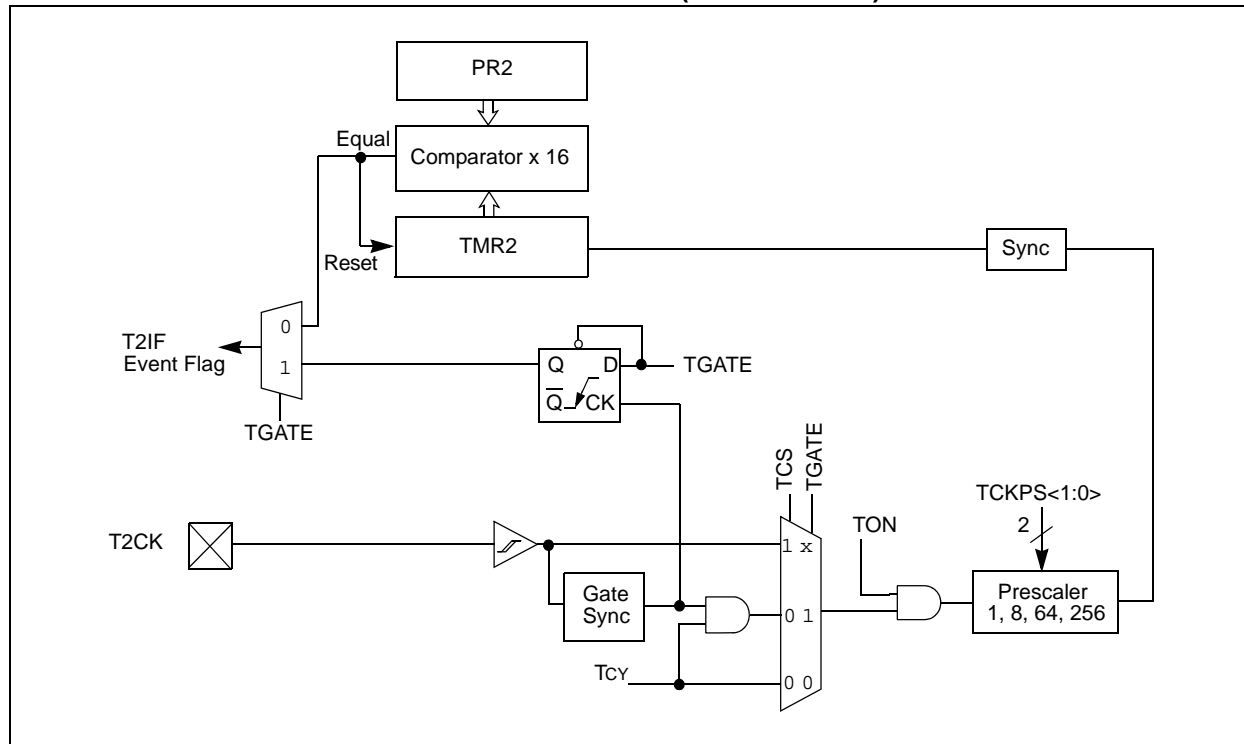 PR2
Equal
Comparator x 16
TMR2
Reset
Sync
0
1
T2IF
Event Flag
TGATE
Q
D
Q
CK
TGATE
TCS
TGATE
T2CK
1 x
Gate
Sync
0 1
TCY
0 0
TON
TCKPS<1:0>
2
Prescaler
1, 8, 64, 256